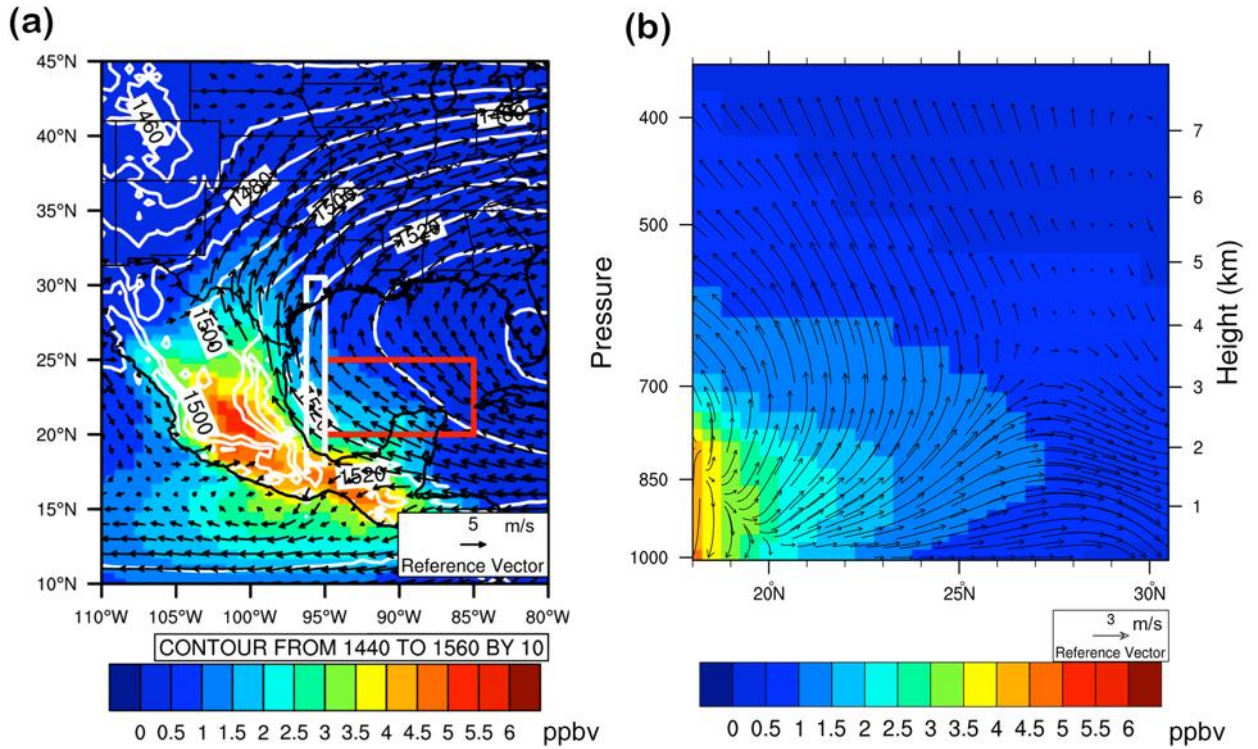 (a)
45°N
40°N
35°N
30°N
25°N
20°N
15°N
10°N
1460
1480
1480
1500
1520
1500
1500
1520
5 m/s
Reference Vector
110°W 105°W 100°W 95°W 90°W 85°W 80°W
CONTOUR FROM 1440 TO 1560 BY 10
0 0.5 1 1.5 2 2.5 3 3.5 4 4.5 5 5.5 6 ppbv
(b)
Pressure
400
500
700
850
1000
7
6
5
4
3
2
1
Height (km)
20N 25N 30N
3 m/s
Reference Vector
0 0.5 1 1.5 2 2.5 3 3.5 4 4.5 5 5.5 6 ppbv